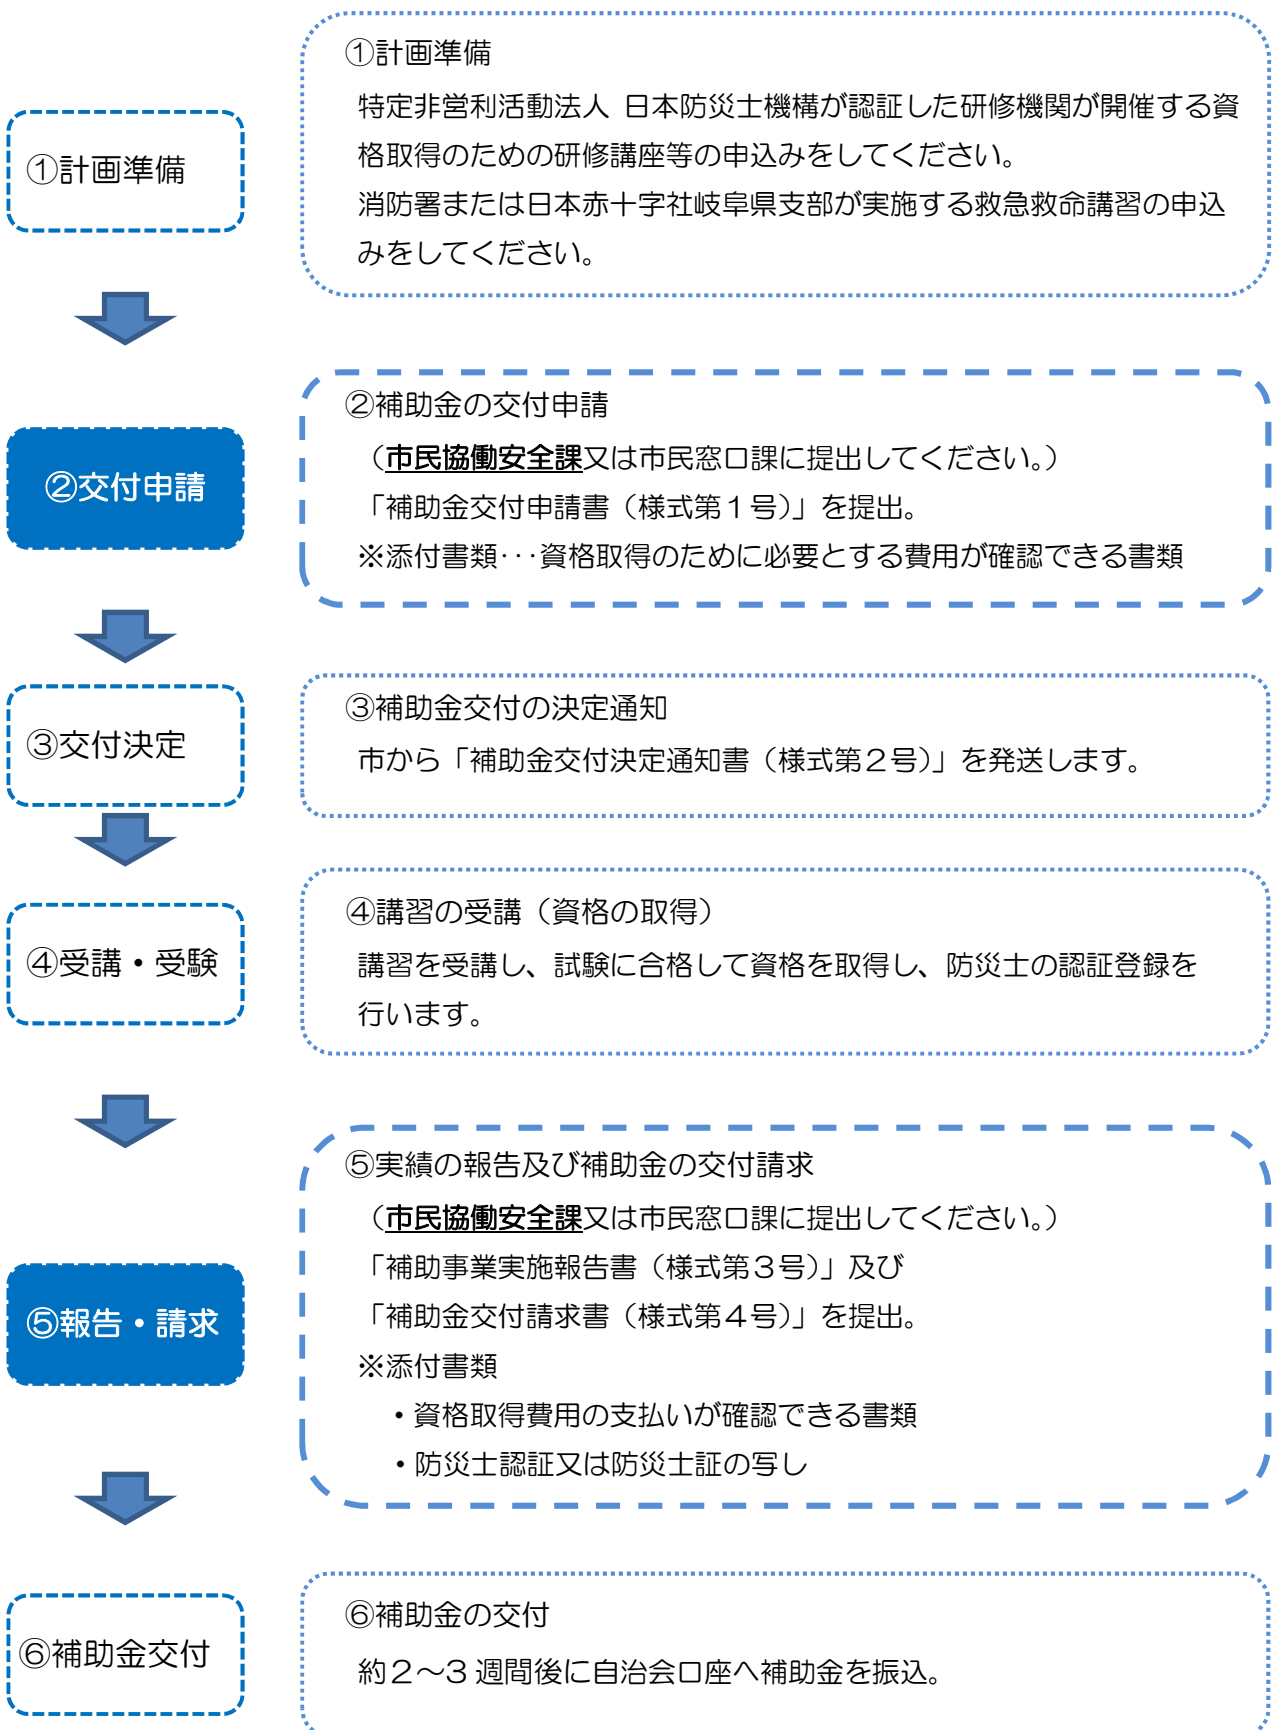 ①計画準備
①計画準備
特定非営利活動法人 日本防災士機構が認証した研修機関が開催する資
格取得のための研修講座等の申込みをしてください。
消防署または日本赤十字社岐阜県支部が実施する救急救命講習の申込
みをしてください。
②交付申請
②補助金の交付申請
（市民協働安全課又は市民窓口課に提出してください。）
「補助金交付申請書（様式第１号）」を提出。
※添付書類･･･資格取得のために必要とする費用が確認できる書類
③交付決定
③補助金交付の決定通知
市から「補助金交付決定通知書（様式第２号）」を発送します。
④受講・受験
④講習の受講（資格の取得）
講習を受講し、試験に合格して資格を取得し、防災士の認証登録を
行います。
⑤報告・請求
⑤実績の報告及び補助金の交付請求
（市民協働安全課又は市民窓口課に提出してください。）
「補助事業実施報告書（様式第３号）」及び
「補助金交付請求書（様式第４号）」を提出。
※添付書類
・資格取得費用の支払いが確認できる書類
・防災士認証又は防災士証の写し
⑥補助金交付
⑥補助金の交付
約２～３週間後に自治会口座へ補助金を振込。